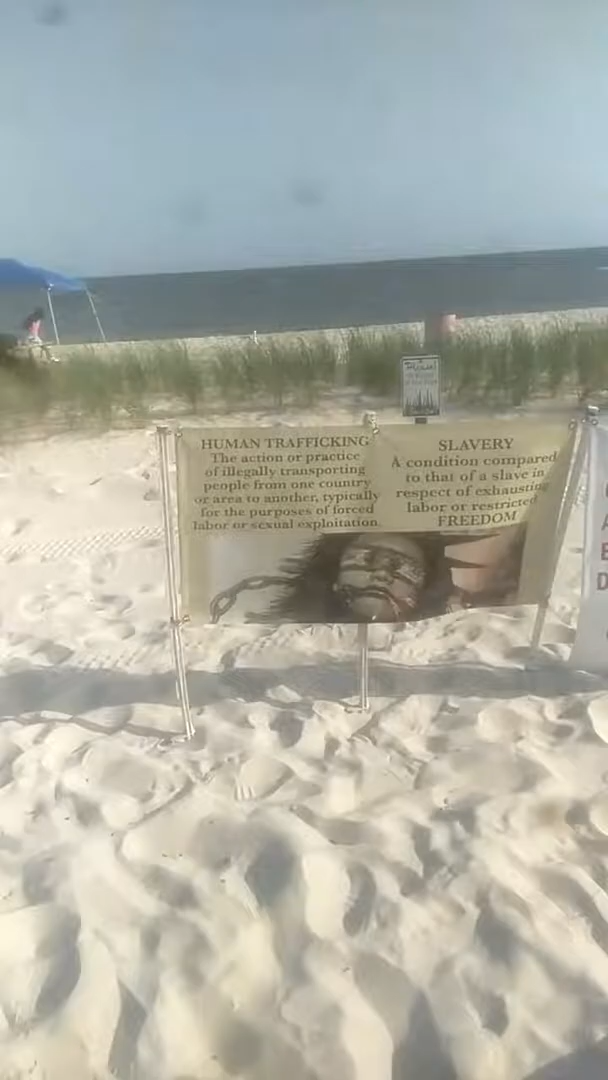 HUMAN TRAFFICKING
The action or practice
of illegally transporting
people from one country
or area to another, typically
for the purposes of forced
labor or sexual exploitation.
SLAVERY
A condition compared
to that of a slave in
respect of exhausting
labor or restricted
FREEDOM
Please